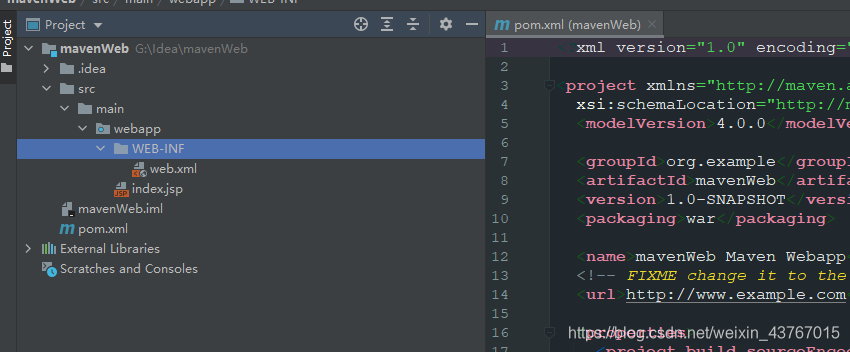 mavenWeb / src / main / webapp / WEB-INF
Project
Project
mavenWeb G:\Idea\mavenWeb
.idea
src
main
webapp
WEB-INF
web.xml
index.jsp
mavenWeb.iml
pom.xml
External Libraries
Scratches and Consoles
pom.xml (mavenWeb)
1 xml version="1.0" encoding="
2
3 project xmlns="http://maven.a
4 xsi:schemaLocation="http://m
5 <modelVersion>4.0.0</modelVe
6
7 <groupId>org.example</groupI
8 <artifactId>mavenWeb</artifa
9 <version>1.0-SNAPSHOT</versi
10 <packaging>war</packaging>
11
12 <name>mavenWeb Maven Webapp
13 <!-- FIXME change it to the
14 <url>http://www.example.com
15
16 <properties>
17 <project.build.sourceEncod
https://blog.csdn.net/weixin_43767015